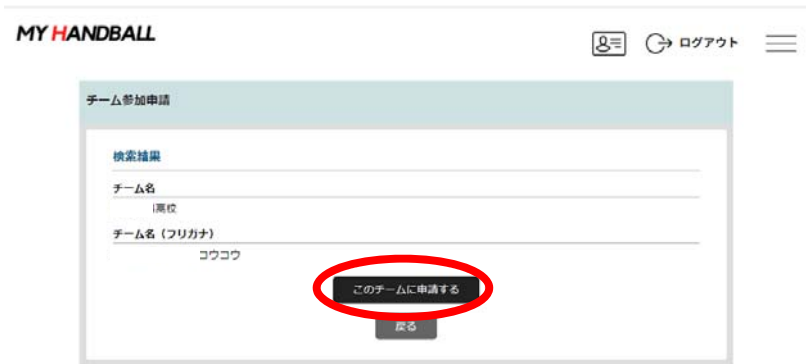 MY HANDBALL
ログアウト
チーム参加申請
検索結果
チーム名
高校
チーム名（フリガナ）
コウコウ
このチームに申請する
戻る